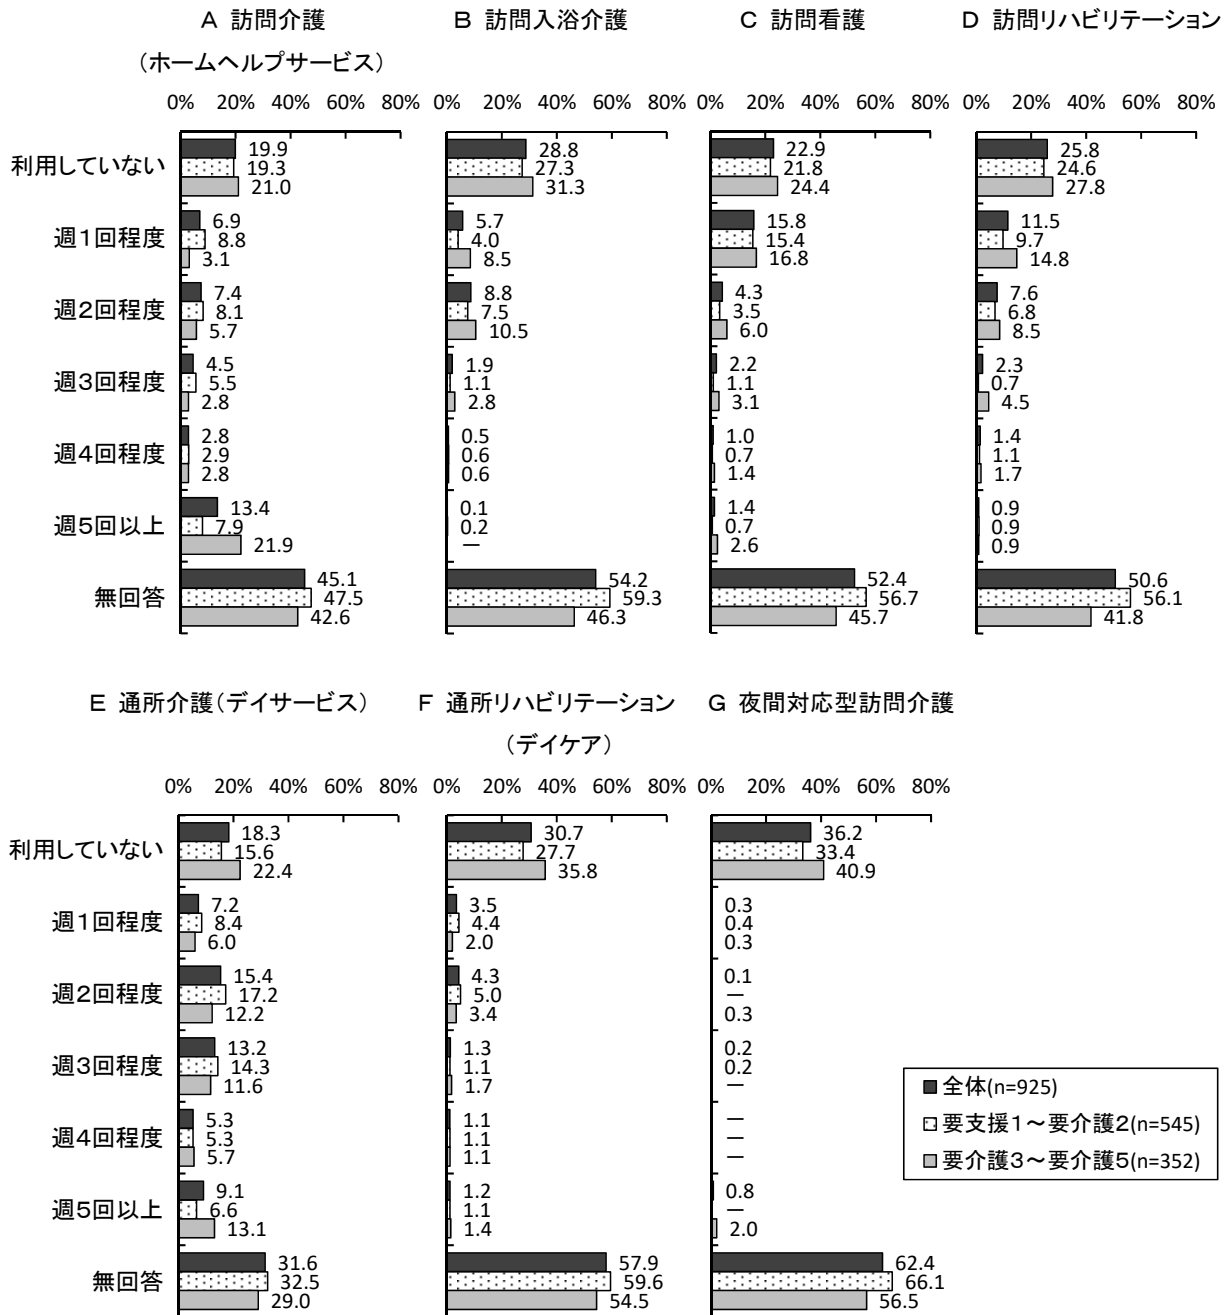 A 訪問介護
(ホームヘルプサービス)
B 訪問入浴介護
C 訪問看護
D 訪問リハビリテーション
0% 20% 40% 60% 80%
0% 20% 40% 60% 80%
0% 20% 40% 60% 80%
0% 20% 40% 60% 80%
利用していない
19.9 28.8 22.9 25.8
19.3 27.3 21.8 24.6
21.0 31.3 24.4 27.8
週1回程度
6.9 5.7 15.8 11.5
8.8 4.0 15.4 9.7
3.1 8.5 16.8 14.8
週2回程度
7.4 8.8 4.3 7.6
8.1 7.5 3.5 6.8
5.7 10.5 6.0 8.5
週3回程度
4.5 1.9 2.2 2.3
5.5 1.1 1.1 0.7
2.8 2.8 3.1 4.5
週4回程度
2.8 0.5 1.0 1.4
2.9 0.6 0.7 1.1
2.8 0.6 1.4 1.7
週5回以上
13.4 0.1 1.4 0.9
7.9 0.2 0.7 0.9
21.9 — 2.6 0.9
無回答
45.1 54.2 52.4 50.6
47.5 59.3 56.7 56.1
42.6 46.3 45.7 41.8
E 通所介護(デイサービス)
F 通所リハビリテーション
(デイケア)
G 夜間対応型訪問介護
0% 20% 40% 60% 80%
0% 20% 40% 60% 80%
0% 20% 40% 60% 80%
利用していない
18.3 30.7 36.2
15.6 27.7 33.4
22.4 35.8 40.9
週1回程度
7.2 3.5 0.3
8.4 4.4 0.4
6.0 2.0 0.3
週2回程度
15.4 4.3 0.1
17.2 5.0 —
12.2 3.4 0.3
週3回程度
13.2 1.3 0.2
14.3 1.1 0.2
11.6 1.7 —
週4回程度
5.3 1.1 —
5.3 1.1 —
5.7 1.1 —
週5回以上
9.1 1.2 0.8
6.6 1.1 —
13.1 1.4 2.0
無回答
31.6 57.9 62.4
32.5 59.6 66.1
29.0 54.5 56.5
全体(n=925)
要支援1〜要介護2(n=545)
要介護3〜要介護5(n=352)